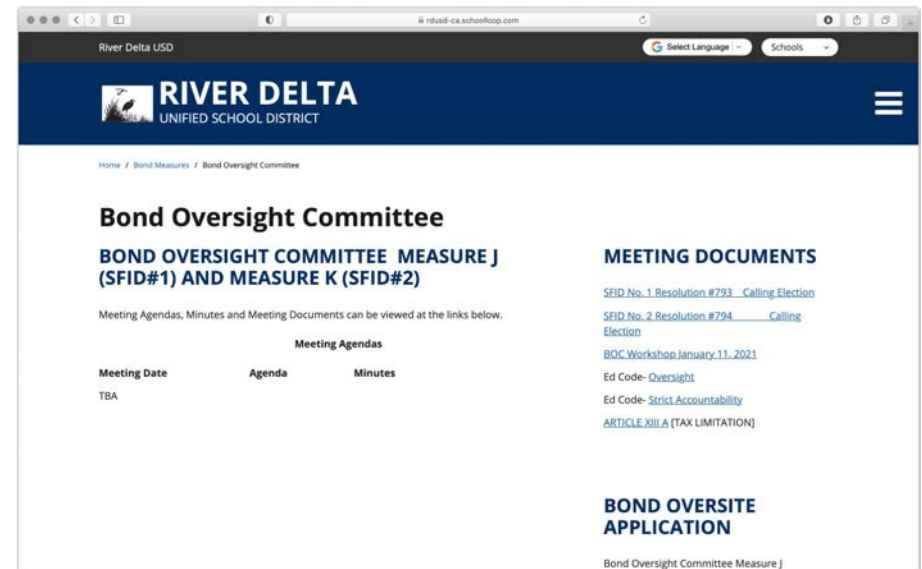 rdusd-ca.schoolloop.com
River Delta USD
Select Language
Schools
RIVER DELTA
UNIFIED SCHOOL DISTRICT
Home / Bond Measures / Bond Oversight Committee
Bond Oversight Committee
BOND OVERSIGHT COMMITTEE MEASURE J
(SFID#1) AND MEASURE K (SFID#2)
Meeting Agendas, Minutes and Meeting Documents can be viewed at the links below.
Meeting Agendas
Meeting Date Agenda Minutes
TBA
MEETING DOCUMENTS
SFID No. 1 Resolution #793 Calling Election
SFID No. 2 Resolution #794 Calling
Election
BOC Workshop January 11, 2021
Ed Code- Oversight
Ed Code- Strict Accountability
ARTICLE XIII A [TAX LIMITATION]
BOND OVERSITE
APPLICATION
Bond Oversight Committee Measure J